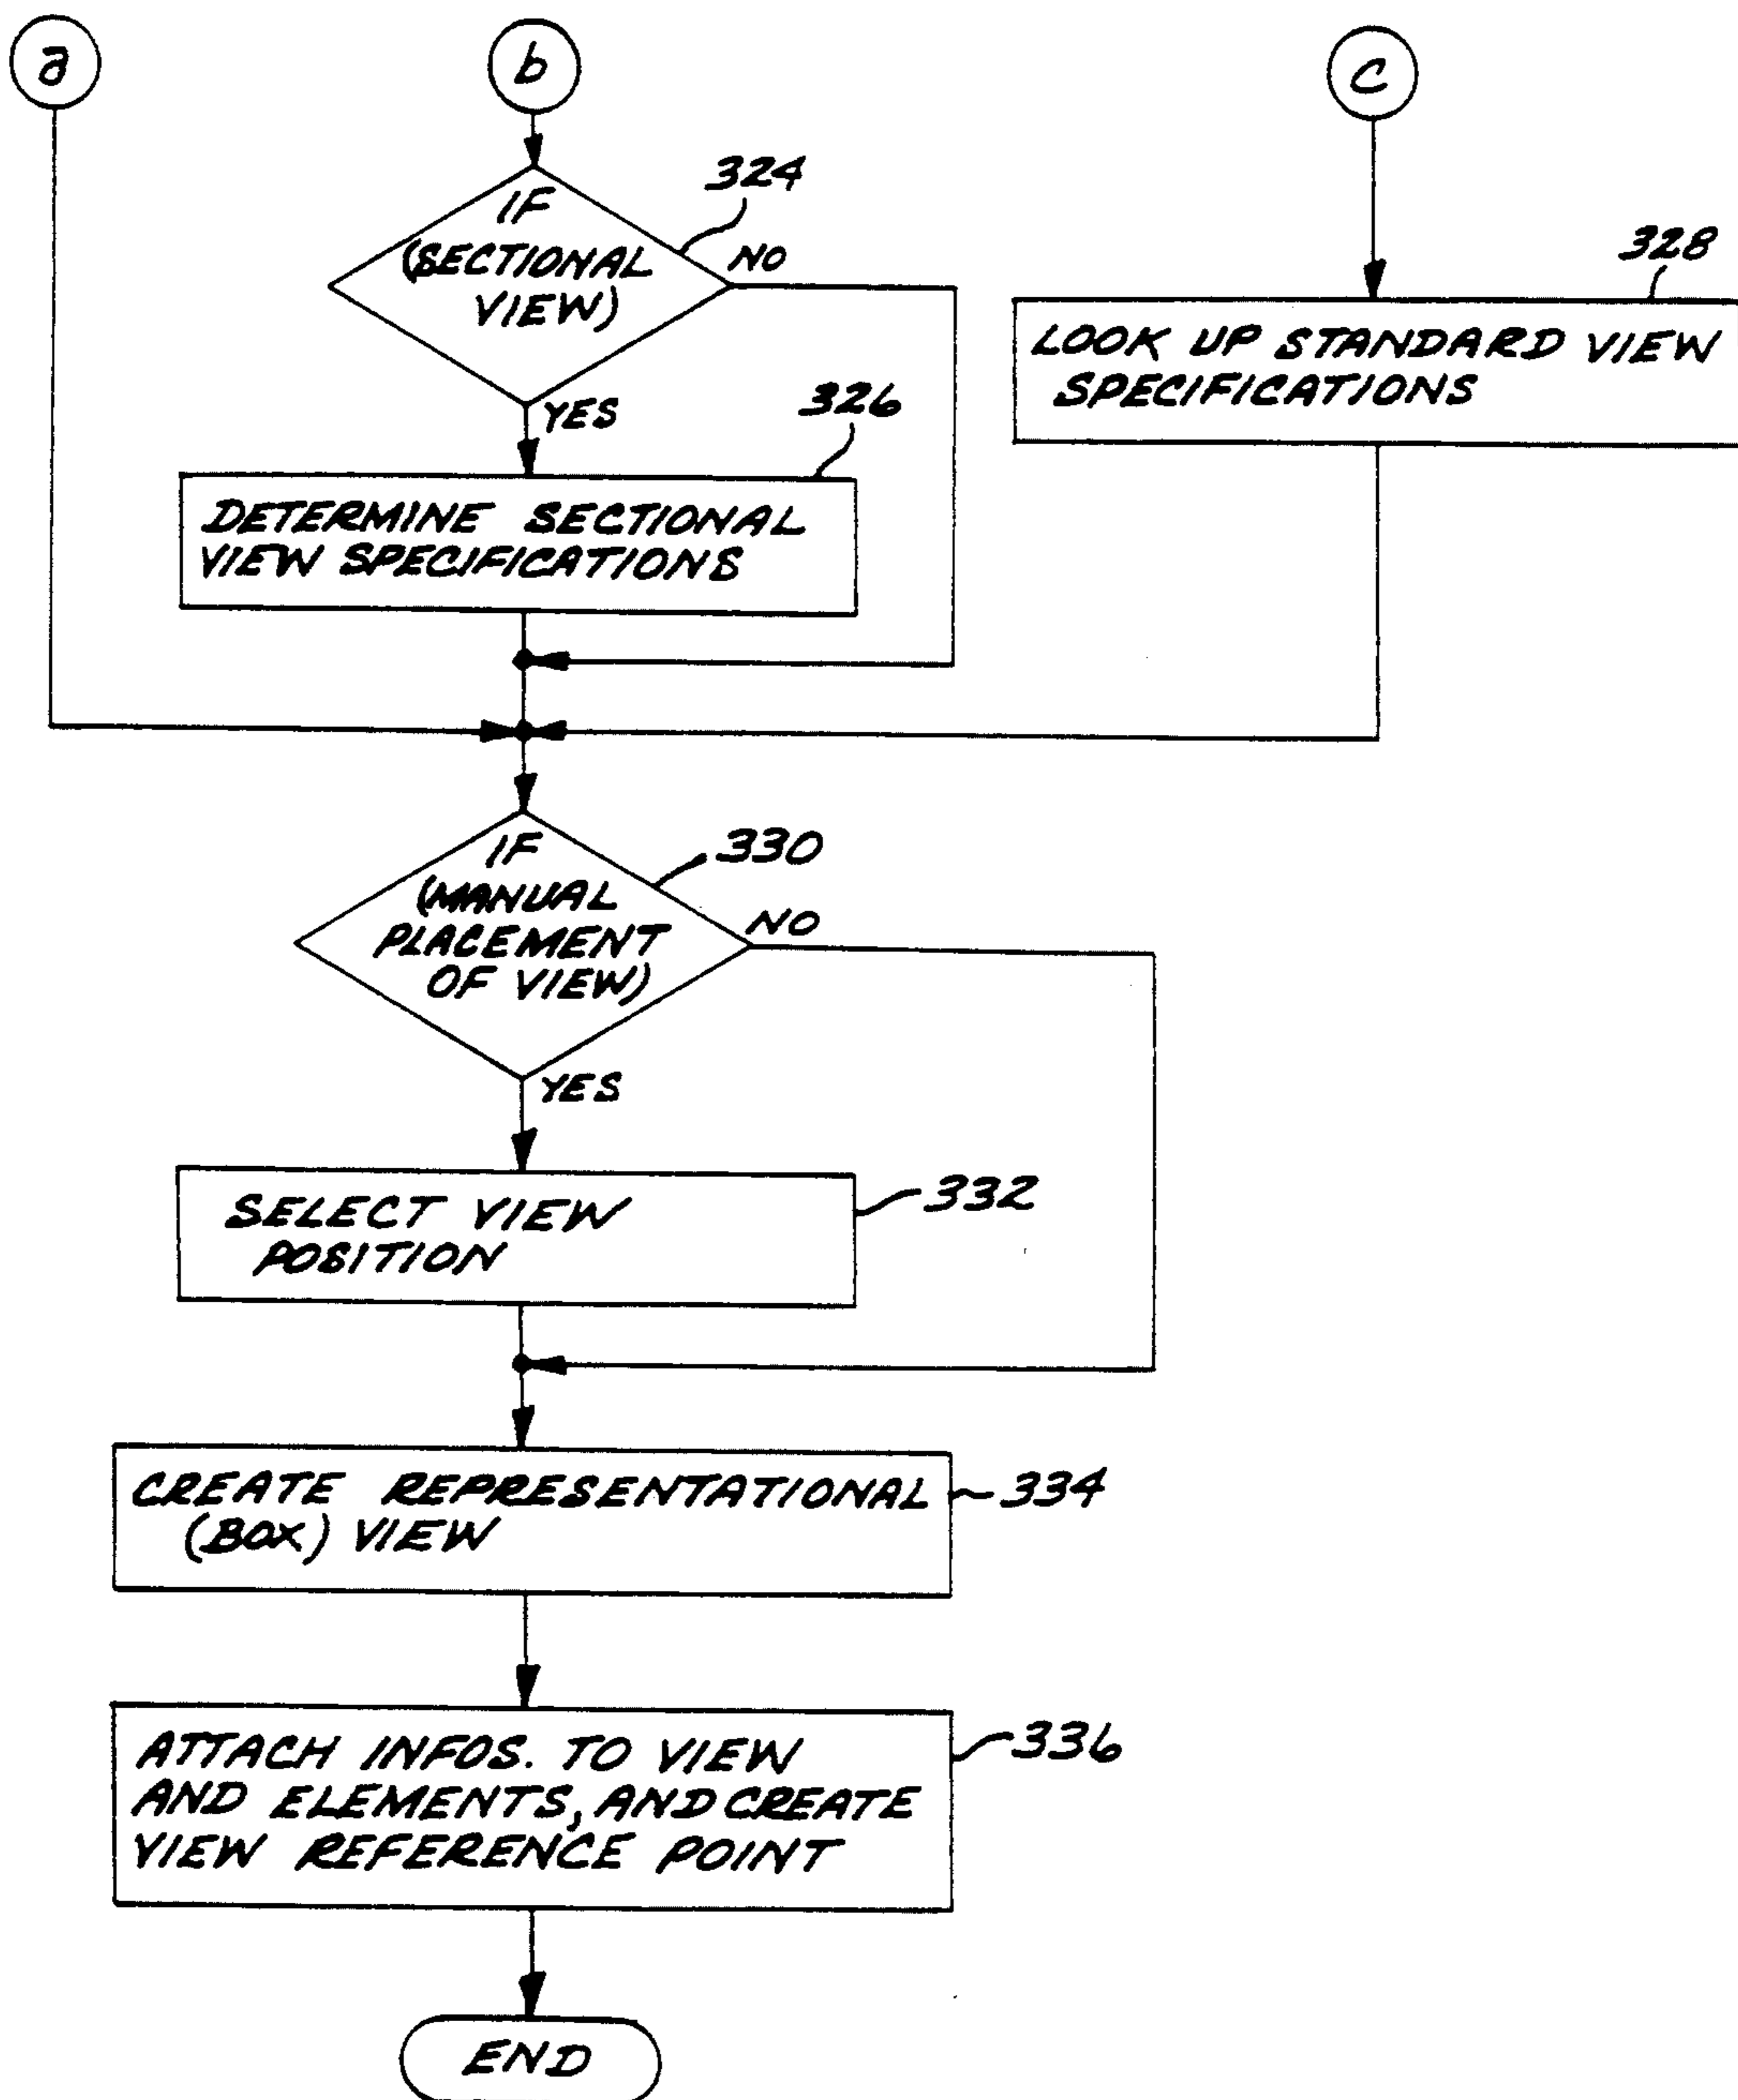 a
b
c
324
IF
(SECTIONAL
VIEW)
NO
YES
328
LOOK UP STANDARD VIEW
SPECIFICATIONS
326
DETERMINE SECTIONAL
VIEW SPECIFICATIONS
330
IF
(MANUAL
PLACEMENT
OF VIEW)
NO
YES
332
SELECT VIEW
POSITION
334
CREATE REPRESENTATIONAL
(BOX) VIEW
336
ATTACH INFOS. TO VIEW
AND ELEMENTS, AND CREATE
VIEW REFERENCE POINT
END